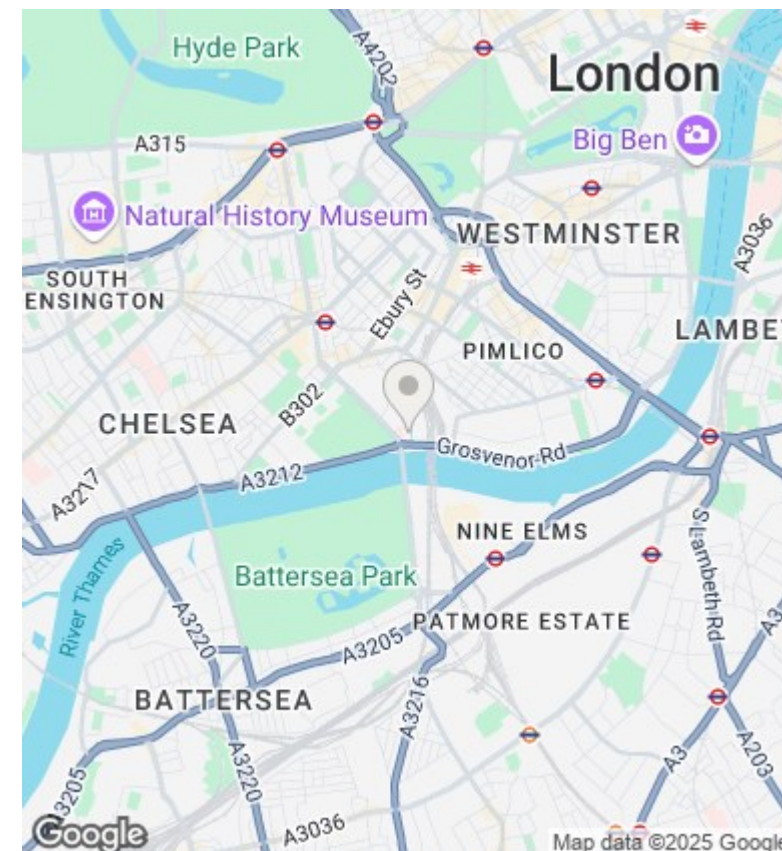 Hyde Park
A4202
London
A315
Big Ben
Natural History Museum
WESTMINSTER
A3036
SOUTH
ENSINGTON
Ebury St
LAMBE
PIMLICO
B302
CHELSEA
Grosvenor Rd
A3212
A3217
NINE ELMS
S Lambeth Rd
River Thames
Battersea Park
A3220
A3205
PATMORE ESTATE
A3
BATTERSEA
A3216
A3
A203
A3220
A3205
A3036
Google
Map data ©2025 Google